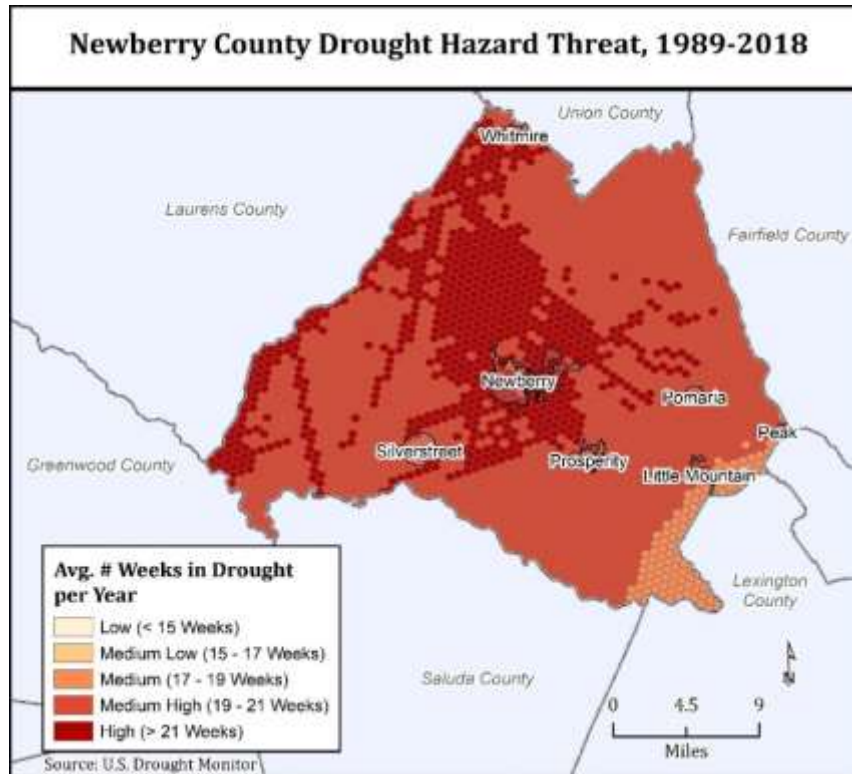 Newberry County Drought Hazard Threat, 1989-2018
Union County
Whitmire
Laurens County
Fairfield County
Newberry
Pomaria
Peak
Silverstreet
Prosperity
Greenwood County
Little Mountain
Avg. # Weeks in Drought
per Year
Low (< 15 Weeks)
Medium Low (15 - 17 Weeks)
Medium (17 - 19 Weeks)
Medium High (19 - 21 Weeks)
High (> 21 Weeks)
Lexington
County
Saluda County
N
0 4.5 9
Miles
Source: U.S. Drought Monitor